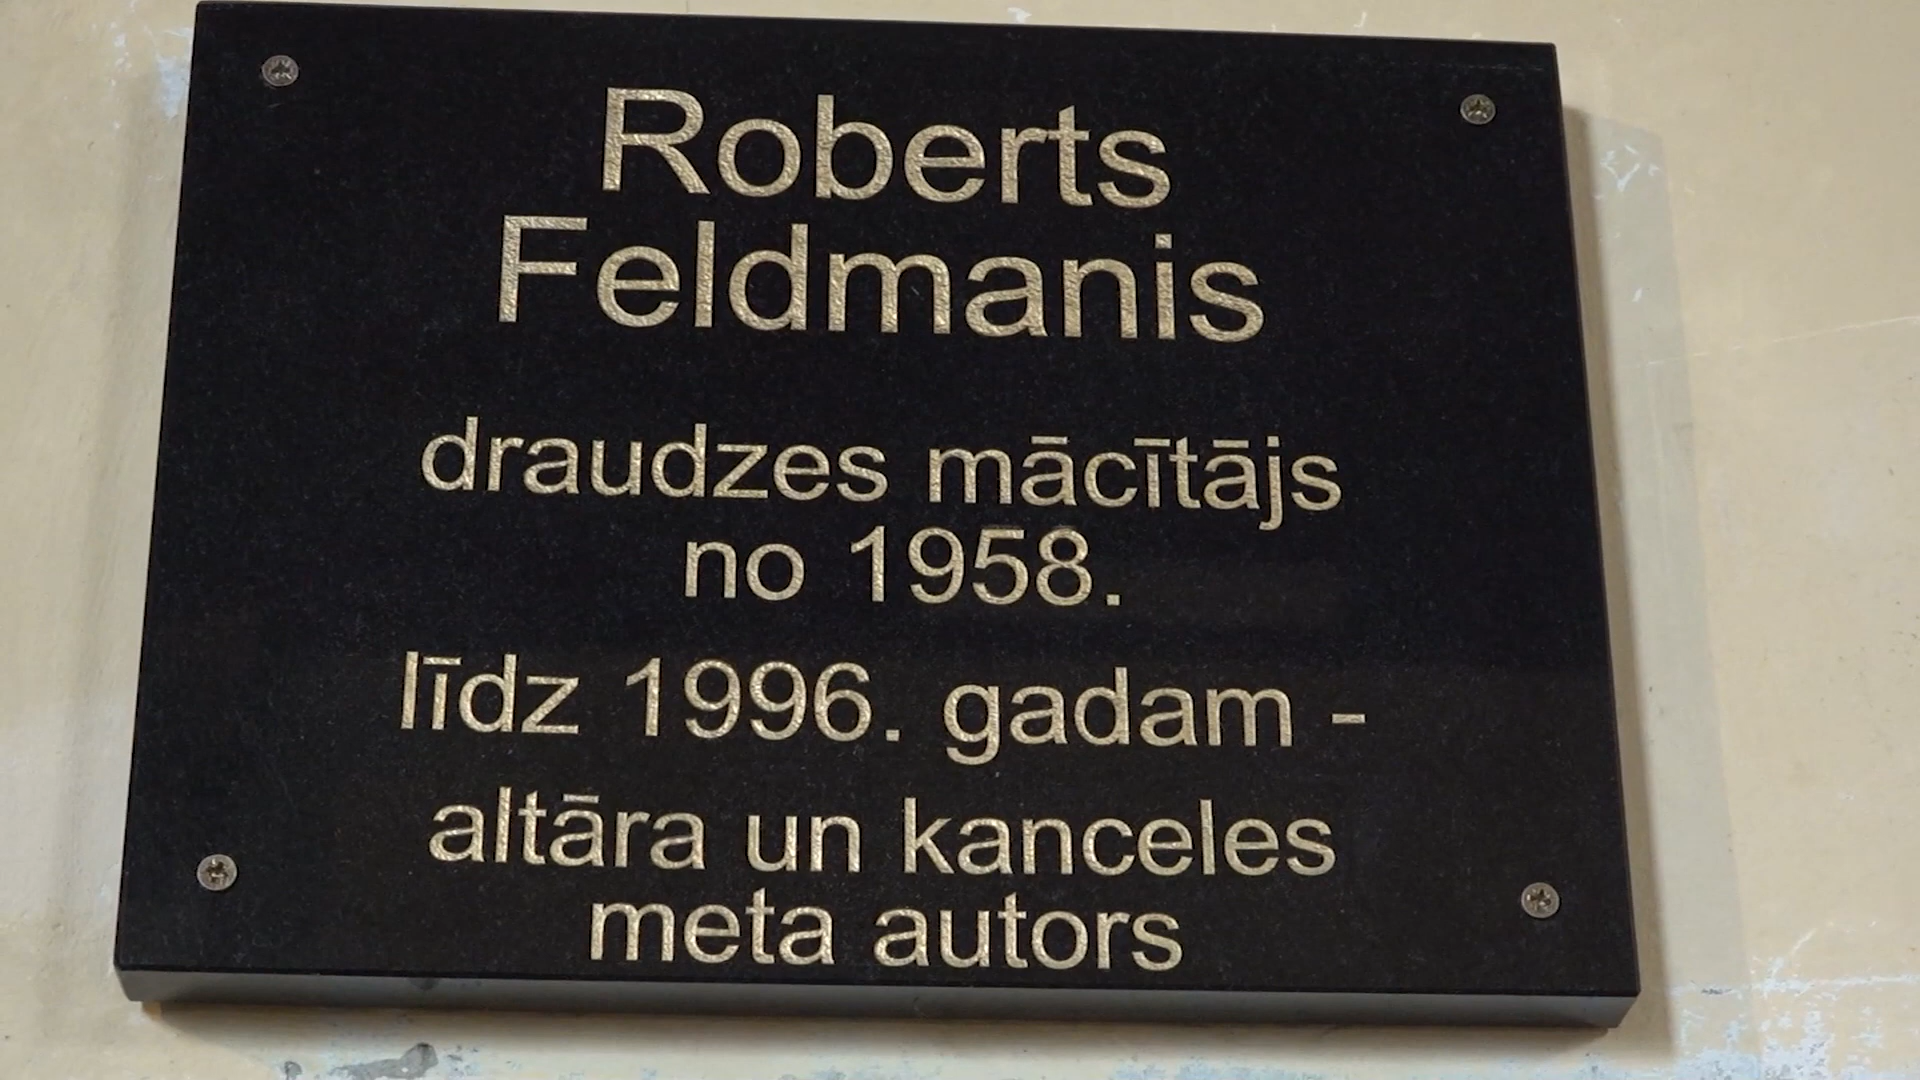 Roberts
Feldmanis
draudzes mācītājs
no 1958.
līdz 1996. gadam -
altāra un kanceles
meta autors